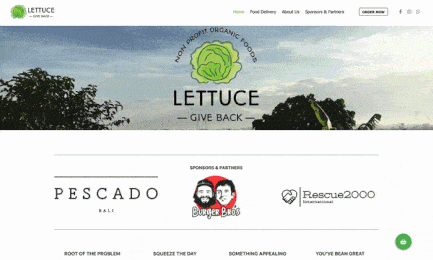 LETTUCE
— GIVE BACK —
Home Food Delivery About Us Sponsors & Partners ORDER NOW
NON PROFIT ORGANIC FOODS
LETTUCE
— GIVE BACK —
SPONSORS & PARTNERS
PESCADO
BALI
BURGER BROS
Rescue2000
International
ROOT OF THE PROBLEM SQUEEZE THE DAY SOMETHING APPEALING YOU'VE BEAN GREAT